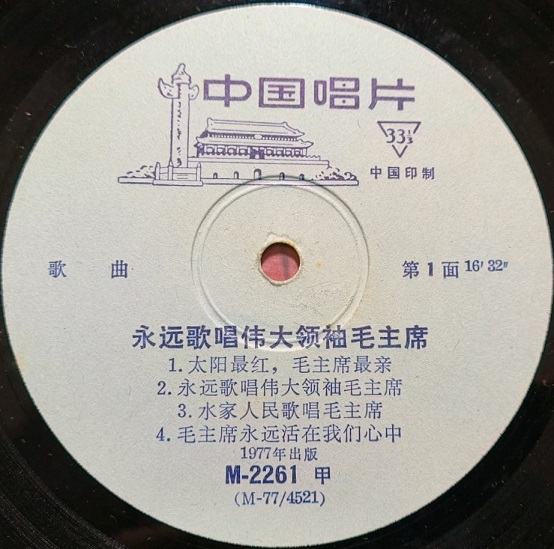 中国唱片
33⅓
中国印制
歌 曲
第1面 16′32″
永远歌唱伟大领袖毛主席
1.太阳最红，毛主席最亲
2.永远歌唱伟大领袖毛主席
3.水家人民歌唱毛主席
4.毛主席永远活在我们心中
1977年出版
M-2261 甲
(M-77/4521)